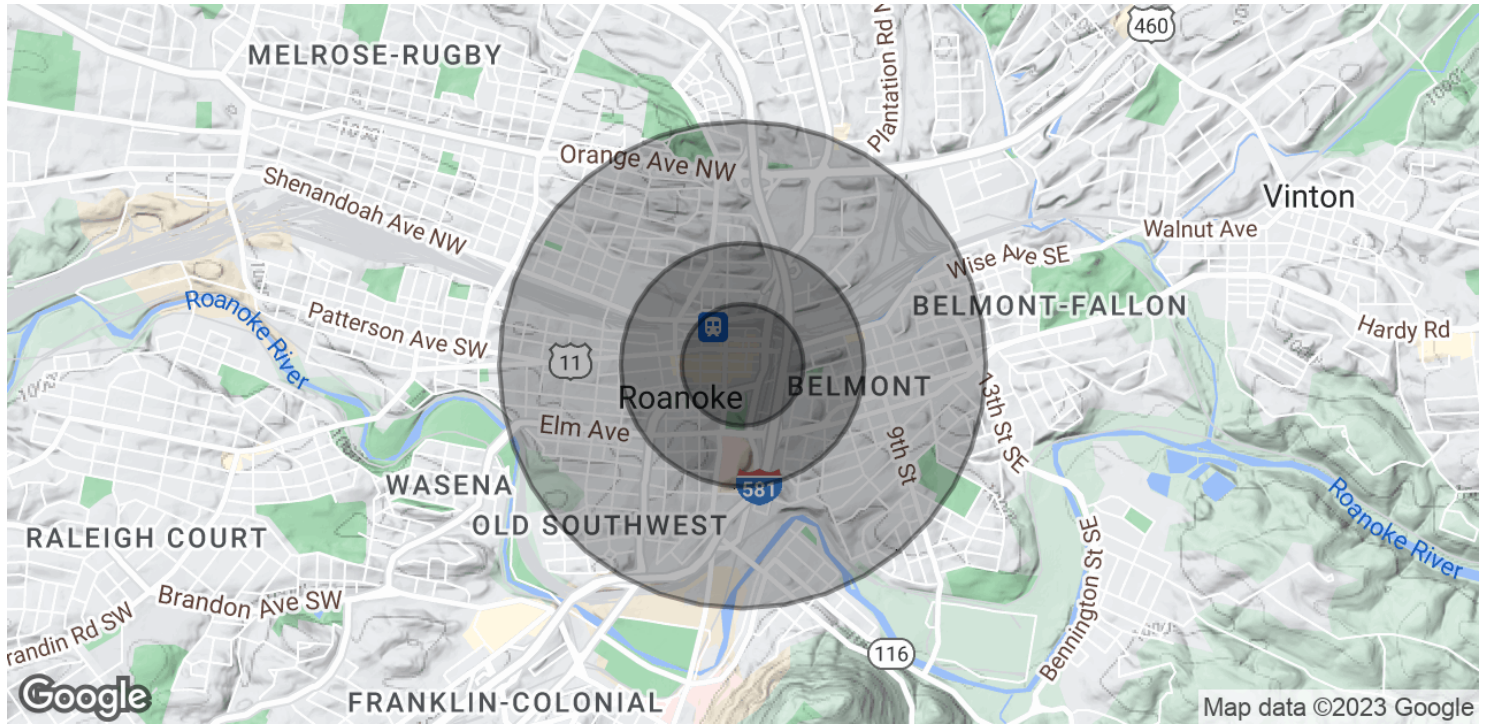 460
MELROSE-RUGBY
Plantation Rd N
1000'
1000
Orange Ave NW
Shenandoah Ave NW
Vinton
Walnut Ave
Wise Ave SE
Roanoke River
BELMONT-FALLON
Patterson Ave SW
Hardy Rd
11
BELMONT
Roanoke
13th St SE
Elm Ave
9th St
WASENA
581
OLD SOUTHWEST
RALEIGH COURT
Roanoke River
Bennington St SE
Brandon Ave SW
randin Rd SW
116
Google
FRANKLIN-COLONIAL
Map data ©2023 Google